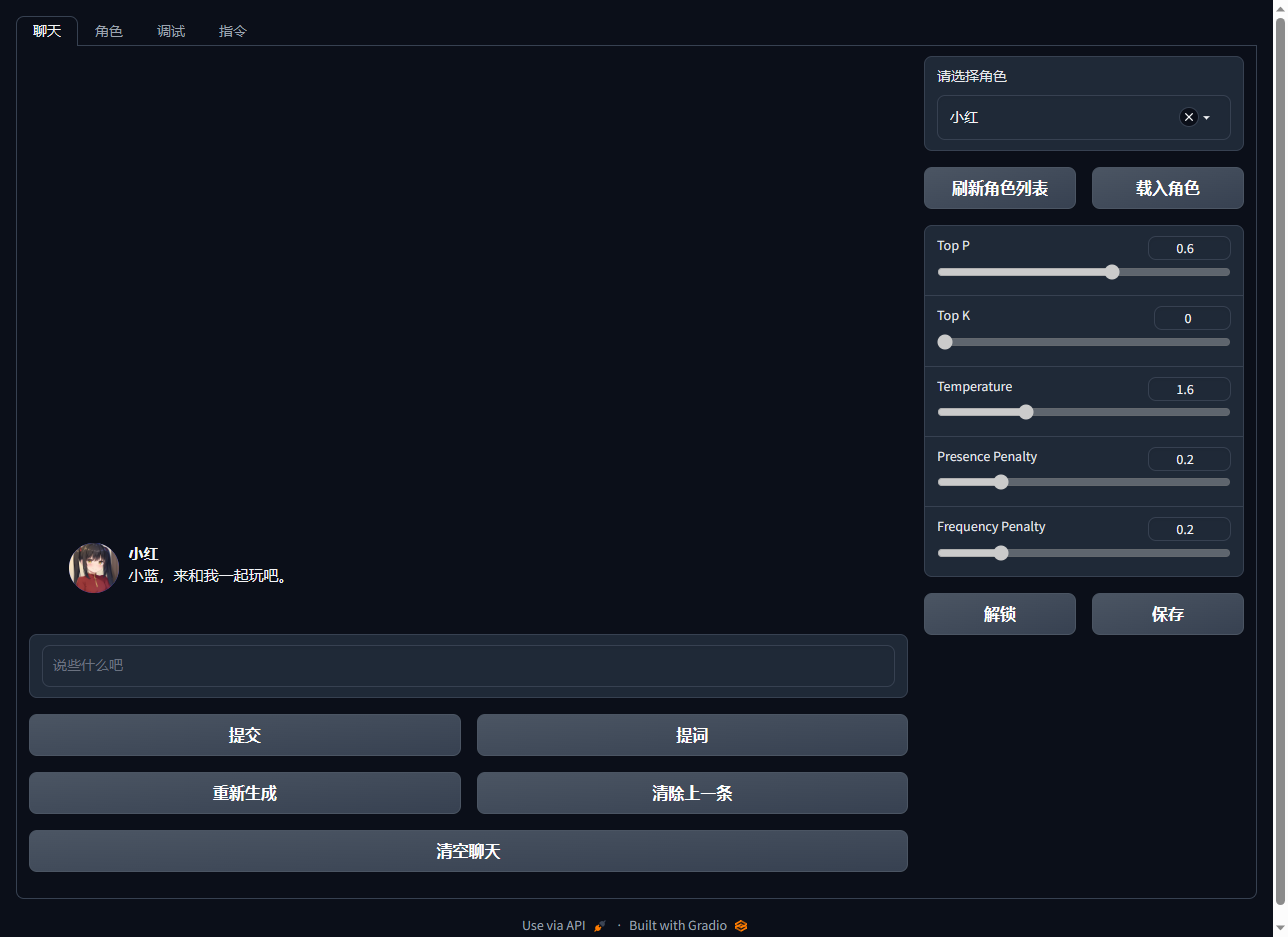 聊天 角色 调试 指令
请选择角色
小红
刷新角色列表 载入角色
Top P 0.6
Top K 0
Temperature 1.6
Presence Penalty 0.2
Frequency Penalty 0.2
解锁 保存
小红
小蓝，来和我一起玩吧。
说些什么吧
提交 提词
重新生成 清除上一条
清空聊天
Use via API · Built with Gradio